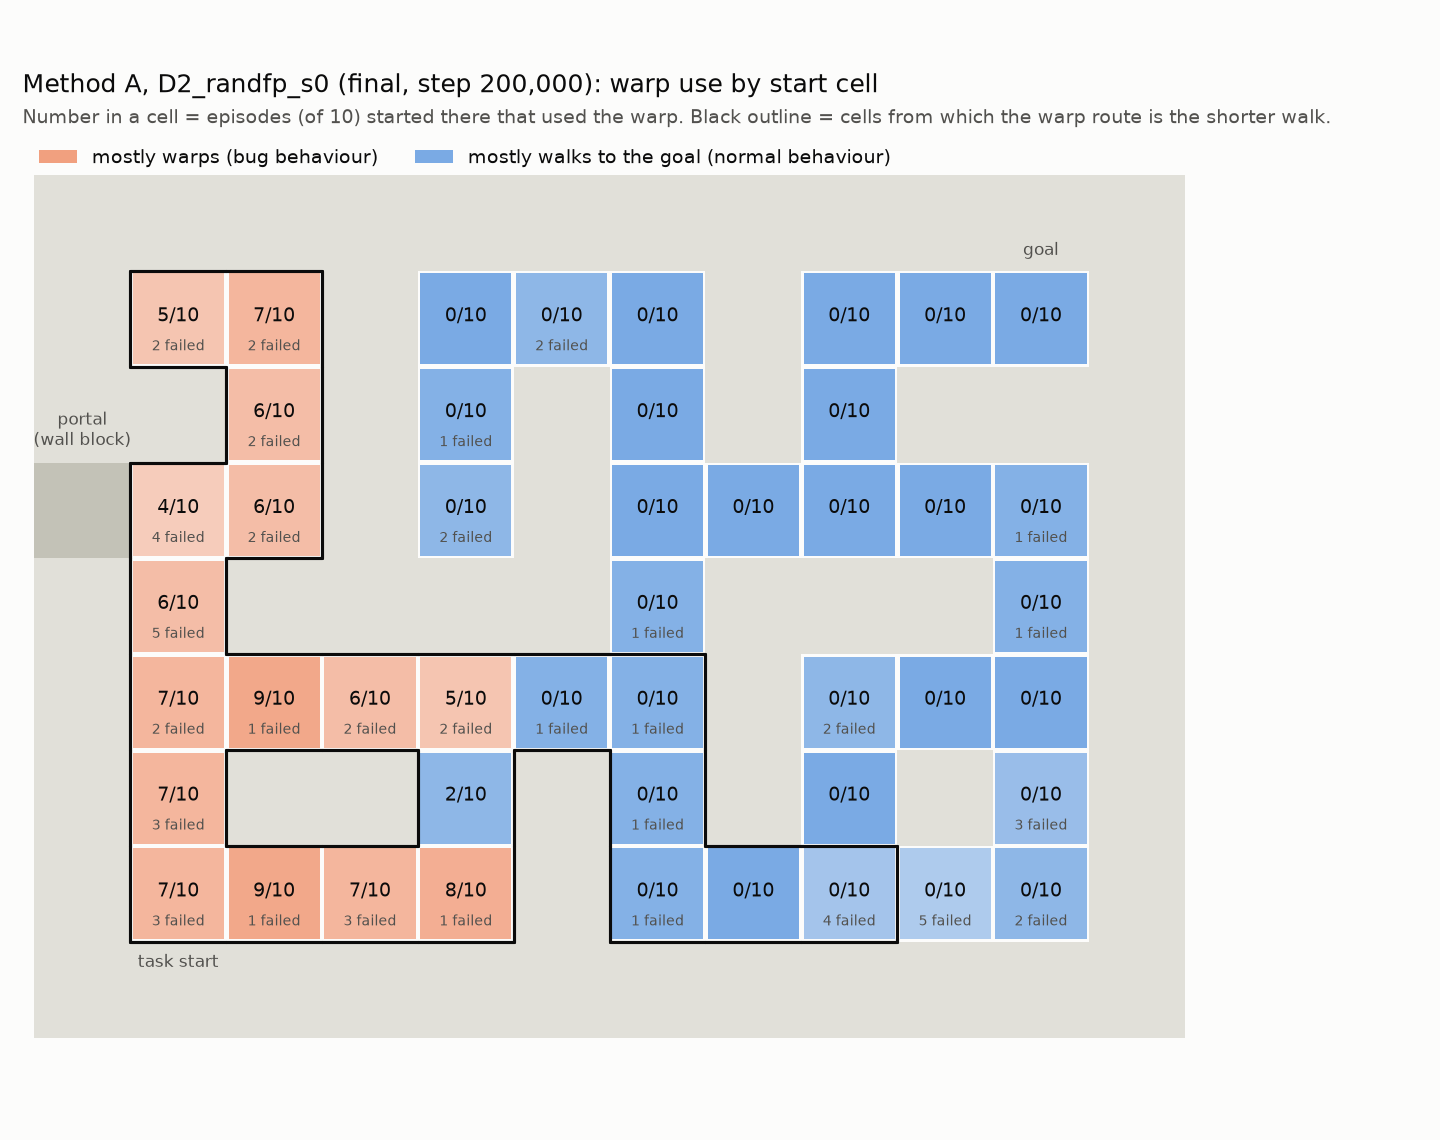 Method A, D2_randfp_s0 (final, step 200,000): warp use by start cell
Number in a cell = episodes (of 10) started there that used the warp. Black outline = cells from which the warp route is the shorter walk.
mostly warps (bug behaviour) mostly walks to the goal (normal behaviour)
goal
5/10 7/10 0/10 0/10 0/10 0/10 0/10 0/10
2 failed 2 failed 2 failed
6/10 0/10 0/10 0/10
portal
(wall block)
2 failed 1 failed
4/10 6/10 0/10 0/10 0/10 0/10 0/10 0/10
4 failed 2 failed 2 failed 1 failed
6/10 0/10 0/10
5 failed 1 failed 1 failed
7/10 9/10 6/10 5/10 0/10 0/10 0/10 0/10 0/10
2 failed 1 failed 2 failed 2 failed 1 failed 1 failed 2 failed
7/10 2/10 0/10 0/10 0/10
3 failed 1 failed 3 failed
7/10 9/10 7/10 8/10 0/10 0/10 0/10 0/10 0/10
3 failed 1 failed 3 failed 1 failed 1 failed 4 failed 5 failed 2 failed
task start